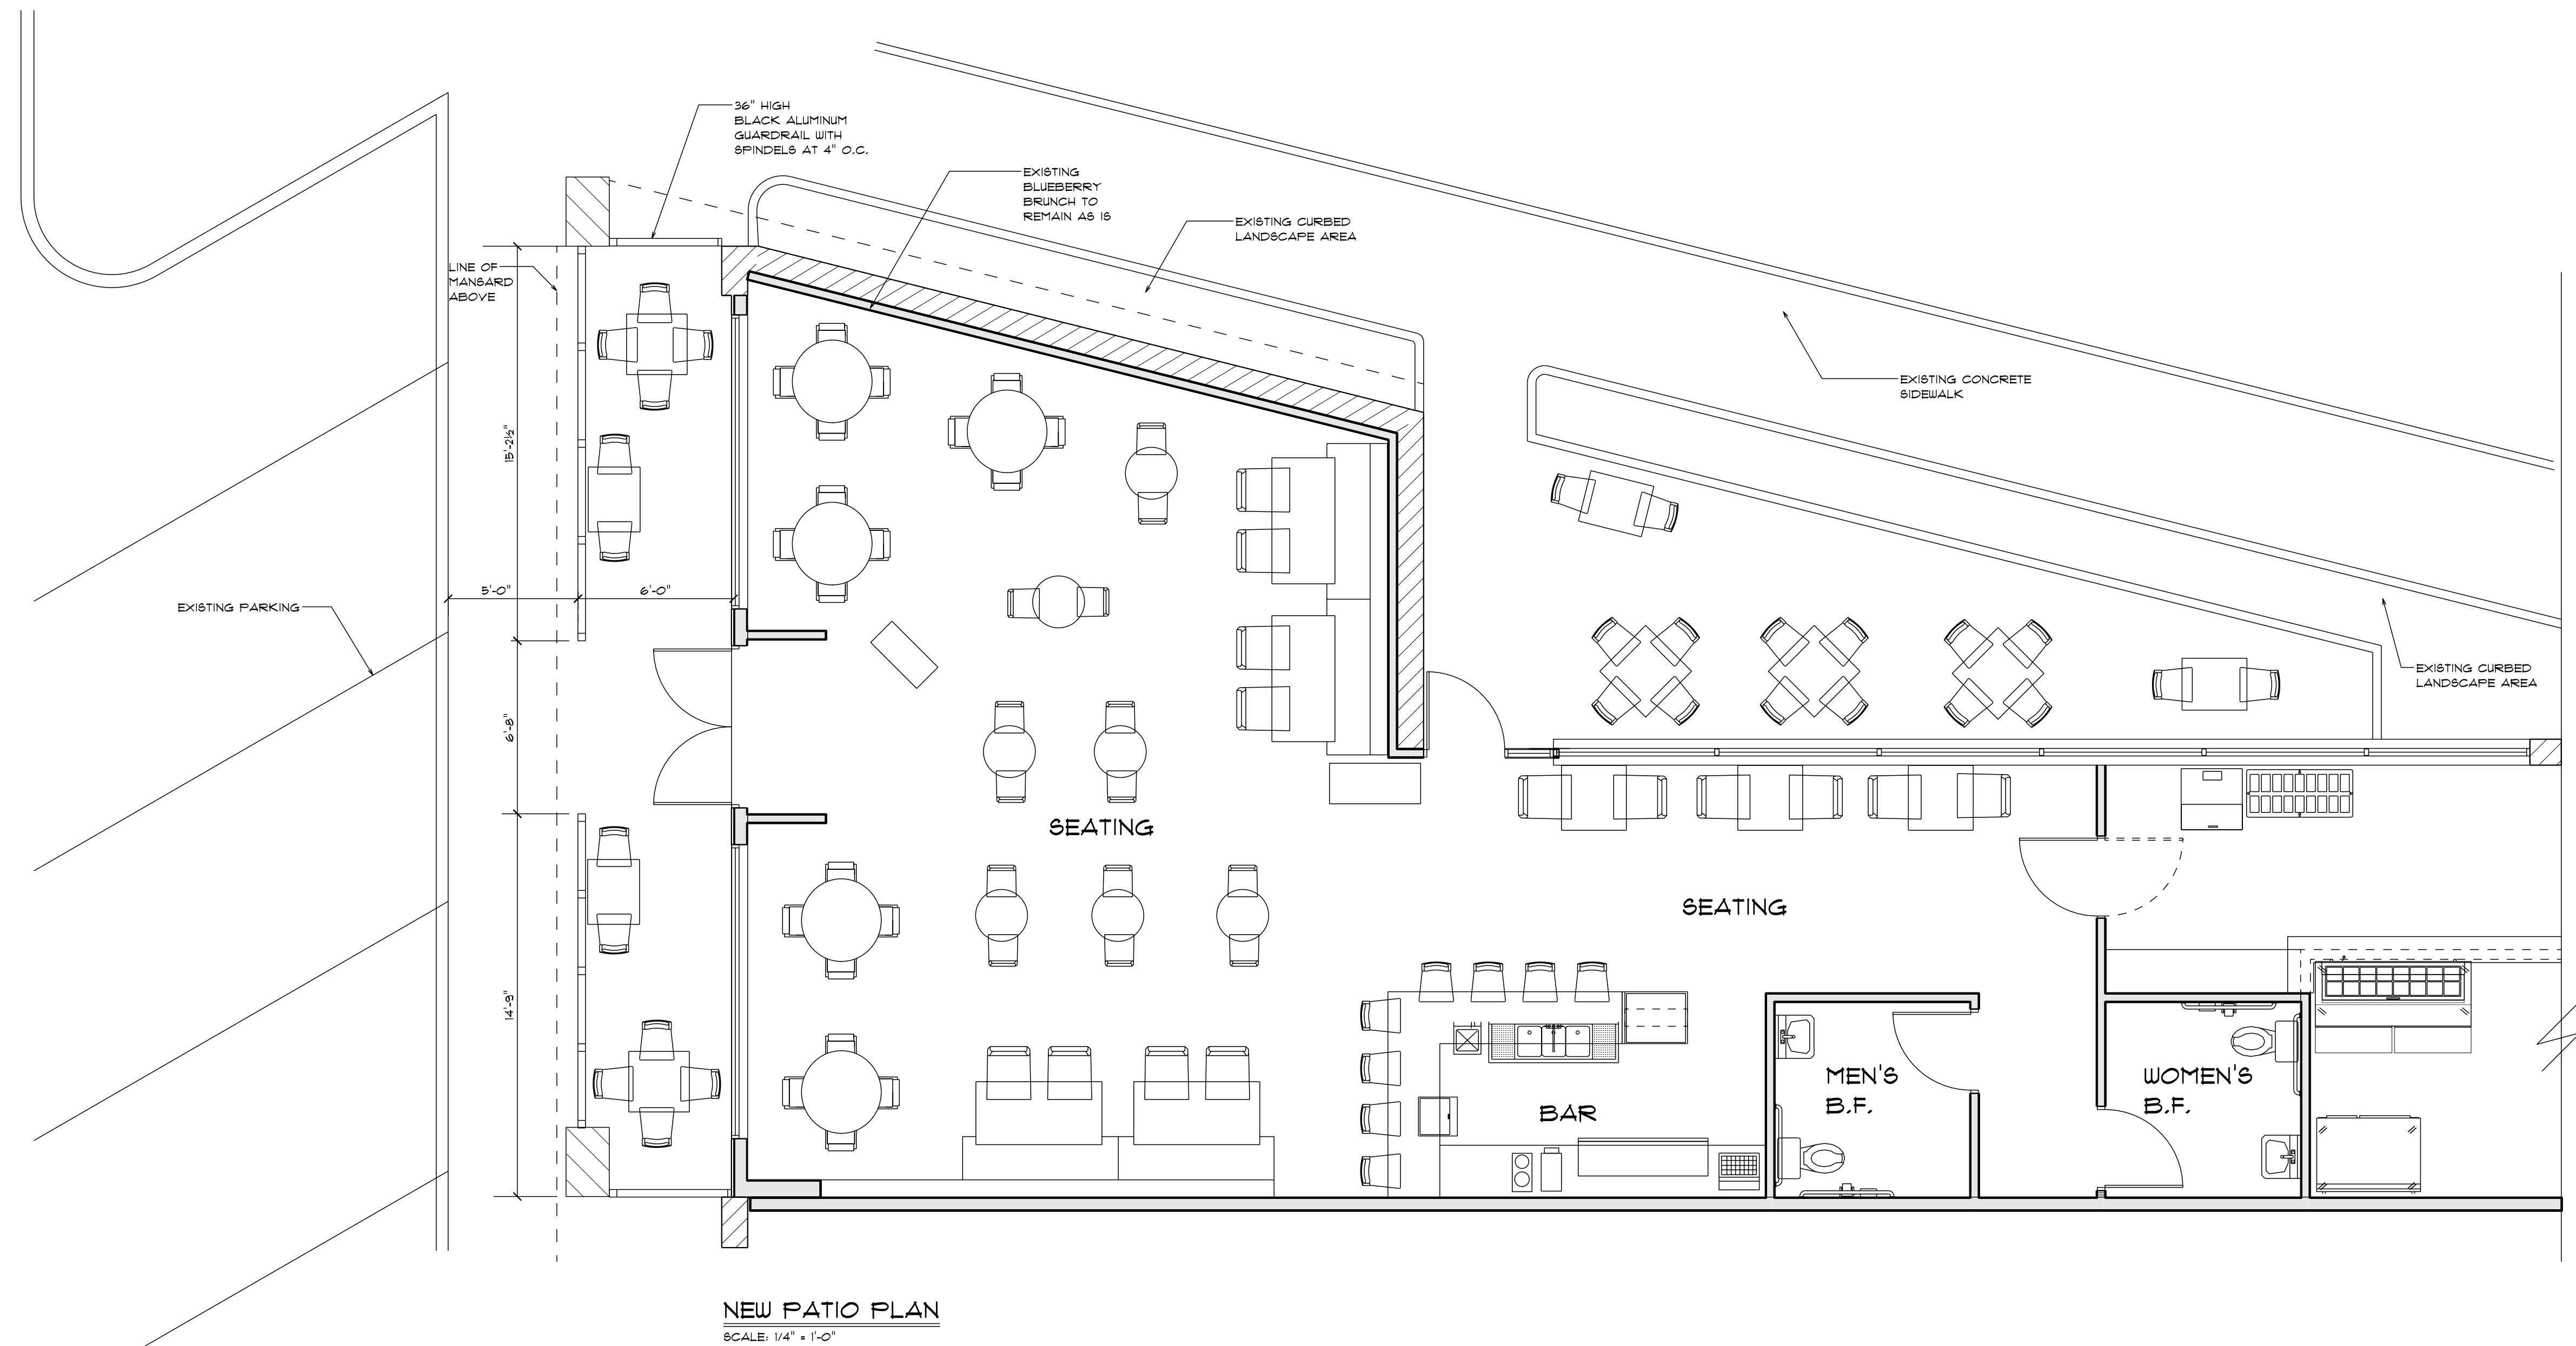 36" HIGH
BLACK ALUMINUM
GUARDRAIL WITH
SPINDELS AT 4" O.C.
EXISTING
BLUEBERRY
BRUNCH TO
REMAIN AS IS
EXISTING CURBED
LANDSCAPE AREA
LINE OF
MANSARD
ABOVE
EXISTING CONCRETE
SIDEWALK
15'-2½"
5'-0"
6'-0"
EXISTING PARKING
EXISTING CURBED
LANDSCAPE AREA
6'-8"
SEATING
SEATING
14'-9"
MEN'S
B.F.
WOMEN'S
B.F.
BAR
NEW PATIO PLAN
SCALE: 1/4" = 1'-0"